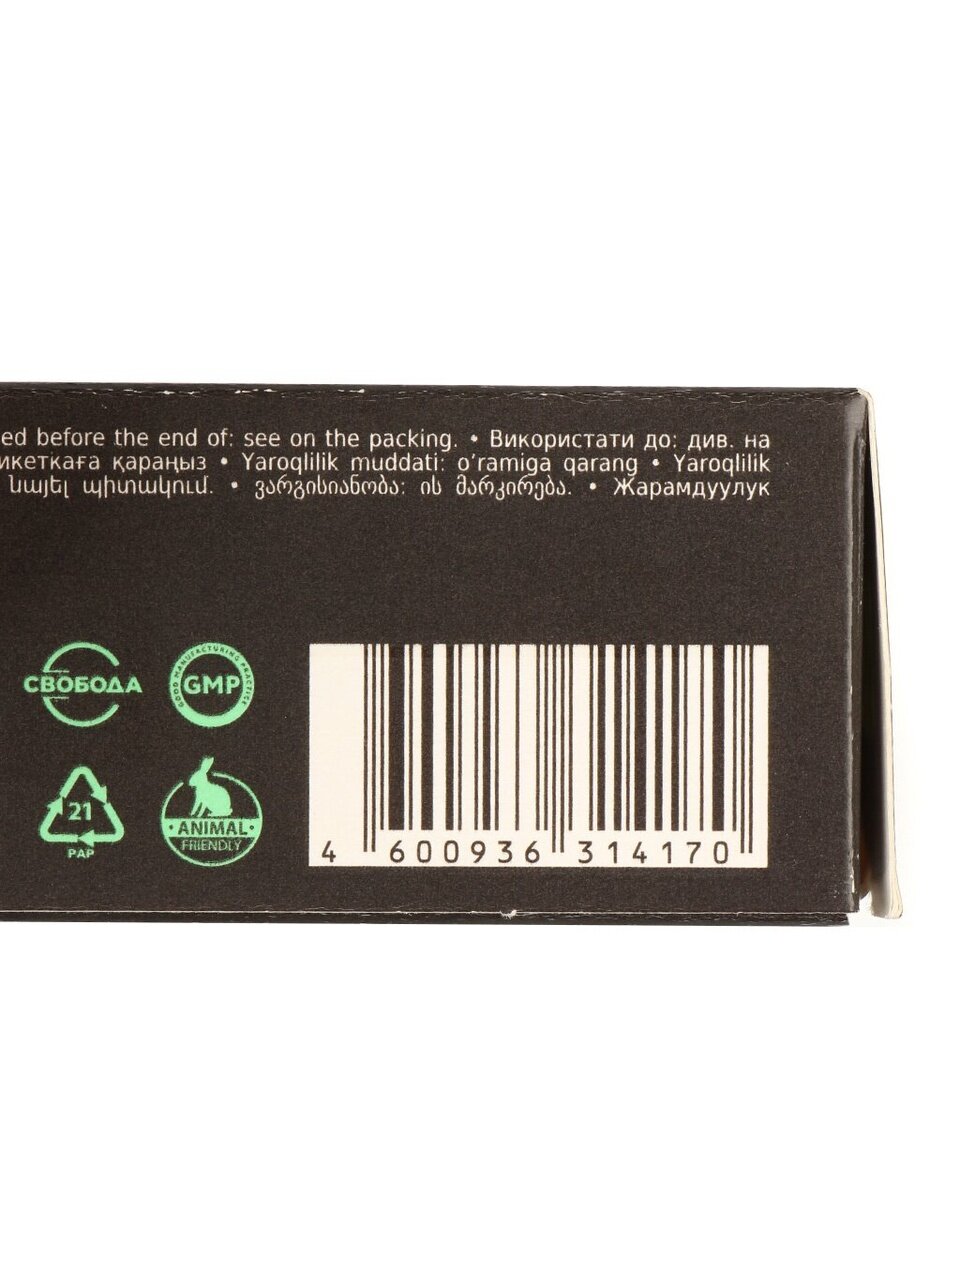 ed before the end of: see on the packing. • Використати до: див. на
икеткаға қараңыз • Yaroqlilik muddati: o‘ramiga qarang • Yaroqlilik
նայել պիտակում. • ვარგისიანობა: იხ მარკირება. • Жарамдуулук
СВОБОДА
GOOD MANUFACTURING PRACTICE
GMP
21
PAP
• ANIMAL •
FRIENDLY
4 600936 314170